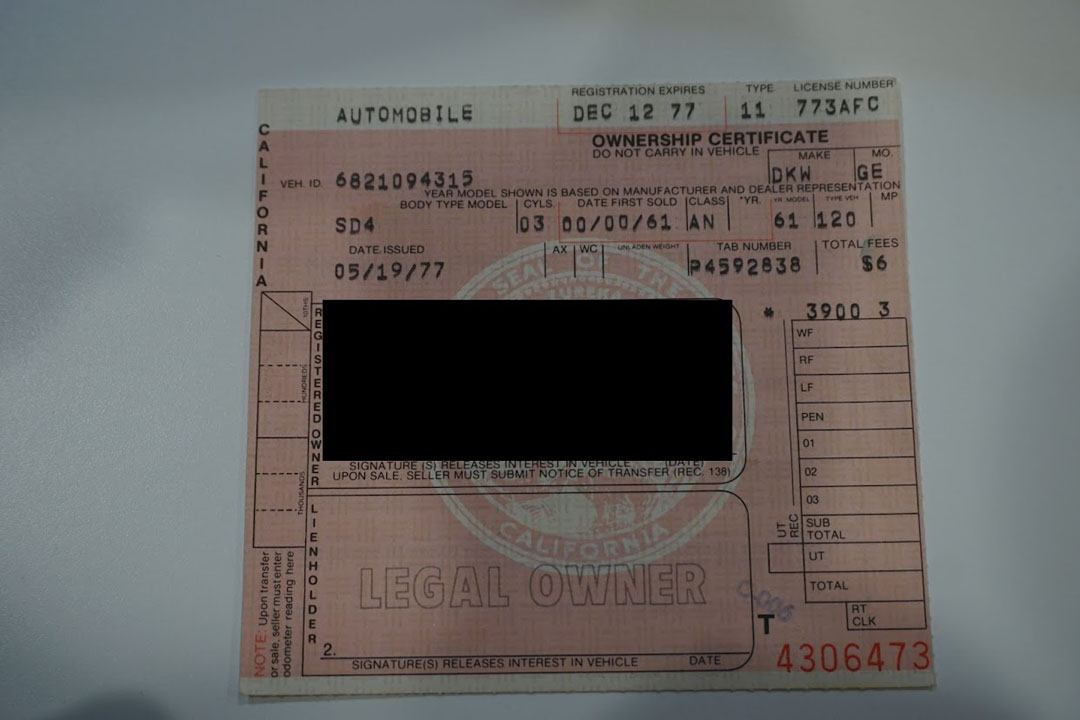 CALIFORNIA
REGISTRATION EXPIRES TYPE LICENSE NUMBER
AUTOMOBILE DEC 12 77 11 773AFC
OWNERSHIP CERTIFICATE
DO NOT CARRY IN VEHICLE
MAKE MO.
VEH. ID. 6821094315 DKW GE
YEAR MODEL SHOWN IS BASED ON MANUFACTURER AND DEALER REPRESENTATION
BODY TYPE MODEL CYLS. DATE FIRST SOLD CLASS *YR. YR. MODEL TYPE VEH MP
SD4 03 00/00/61 AN 61 120
DATE ISSUED AX WC UNLADEN WEIGHT TAB NUMBER TOTAL FEES
05/19/77 P4592838 $6
SEAL OF THE
EUREKA
* 3900 3
10THS
HUNDREDS
THOUSANDS
REGISTERED OWNER
WF
RF
LF
PEN
01
02
03
UT REC
SUB TOTAL
UT
TOTAL
RT CLK
SIGNATURE (S) RELEASES INTEREST IN VEHICLE (DATE)
UPON SALE, SELLER MUST SUBMIT NOTICE OF TRANSFER (REC. 138)
LIENHOLDER
CALIFORNIA
LEGAL OWNER
2.
SIGNATURE(S) RELEASES INTEREST IN VEHICLE DATE
NOTE: Upon transfer
or sale, seller must enter
odometer reading here
T
4306473